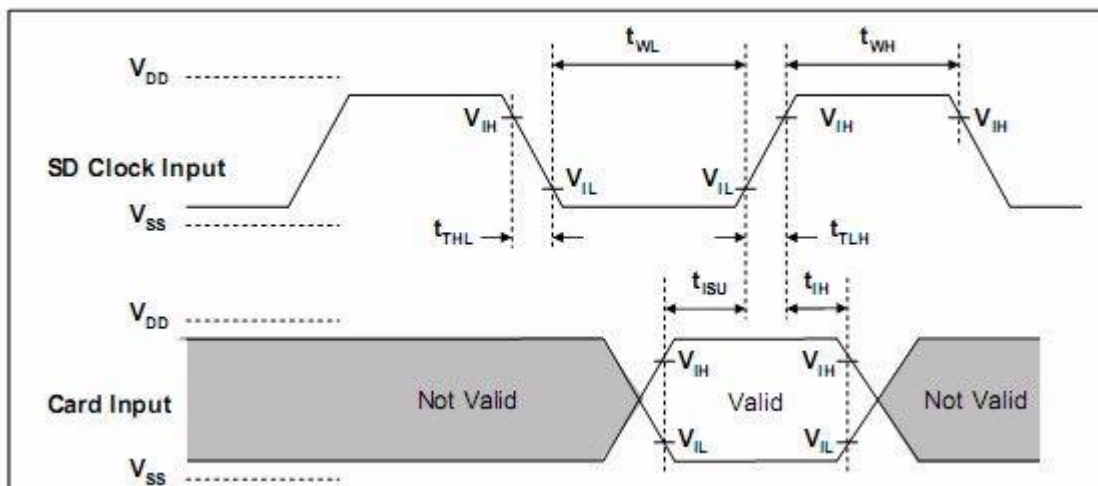 t_WL t_WH
V_DD
V_IH V_IH V_IH
SD Clock Input
V_IL V_IL
V_SS
t_THL t_TLH
t_ISU t_IH
V_DD
V_IH V_IH
Card Input Not Valid Valid Not Valid
V_IL V_IL
V_SS